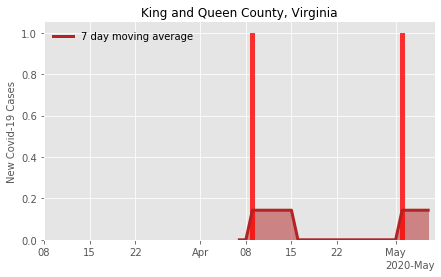 King and Queen County, Virginia
7 day moving average
New Covid-19 Cases
1.0
0.8
0.6
0.4
0.2
0.0
08 15 22 Apr 08 15 22 May
2020-May